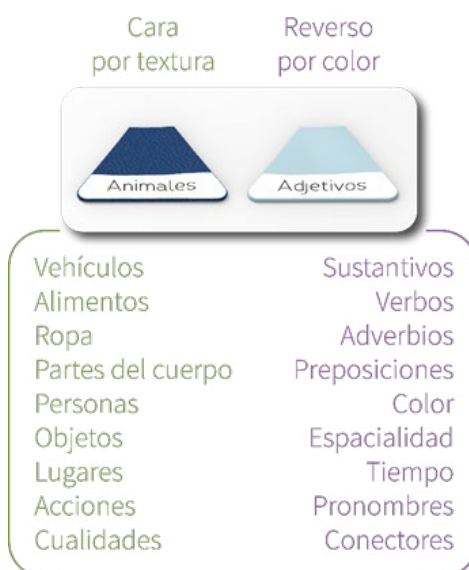 Cara
por textura
Reverso
por color
Animales
Adjetivos
Vehículos
Alimentos
Ropa
Partes del cuerpo
Personas
Objetos
Lugares
Acciones
Cualidades
Sustantivos
Verbos
Adverbios
Preposiciones
Color
Espacialidad
Tiempo
Pronombres
Conectores